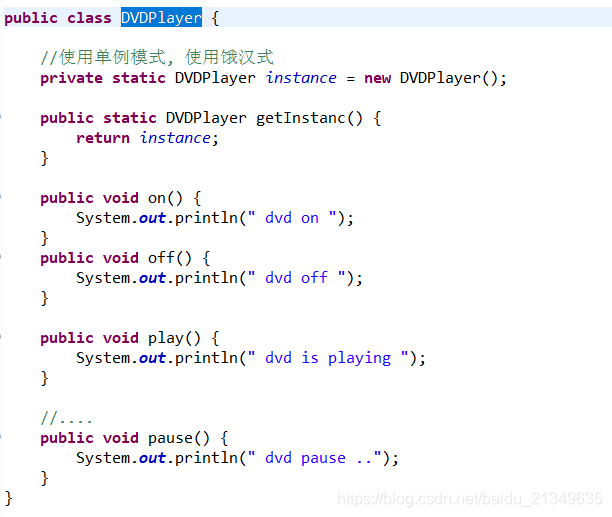 public class DVDPlayer {
//使用单例模式, 使用饿汉式
private static DVDPlayer instance = new DVDPlayer();
public static DVDPlayer getInstanc() {
return instance;
}
public void on() {
System.out.println(" dvd on ");
}
public void off() {
System.out.println(" dvd off ");
}
public void play() {
System.out.println(" dvd is playing ");
}
//....
public void pause() {
System.out.println(" dvd pause ..");
}
}
https://blog.csdn.net/baidu_21349635